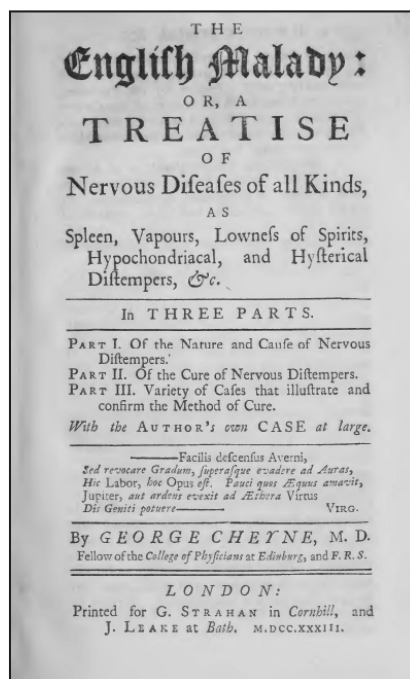 THE
Engliſh Malady:
OR, A
TREATISE
OF
Nervous Diſeaſes of all Kinds,
AS
Spleen, Vapours, Lowneſs of Spirits,
Hypochondriacal, and Hyſterical
Diſtempers, &c.
In THREE PARTS.
PART I. Of the Nature and Cauſe of Nervous
Diſtempers.
PART II. Of the Cure of Nervous Diſtempers.
PART III. Variety of Caſes that illuſtrate and
confirm the Method of Cure.
With the AUTHOR's own CASE at large.
———Facilis deſcenſus Averni,
Sed revocare Gradum, ſuperaſque evadere ad Auras,
Hic Labor, hoc Opus eſt. Pauci quos Æquus amavit,
Jupiter, aut ardens evexit ad Æthera Virtus
Dis Geniti potuere——— VIRG.
By GEORGE CHEYNE, M. D.
Fellow of the College of Phyſicians at Edinburg, and F. R. S.
LONDON:
Printed for G. STRAHAN in Cornhill, and
J. LEAKE at Bath. M.DCC.XXXIII.